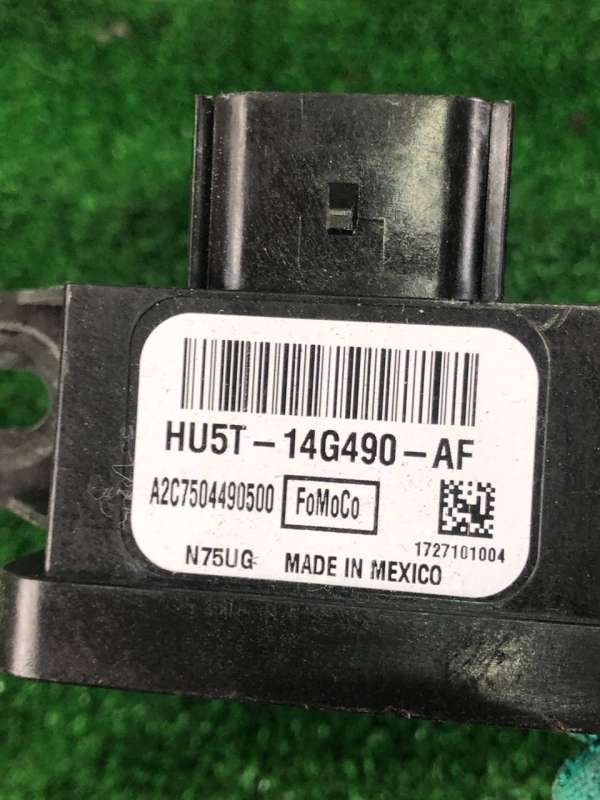 HU5T-14G490-AF
A2C7504490500 FoMoCo
1727101004
N75UG MADE IN MEXICO